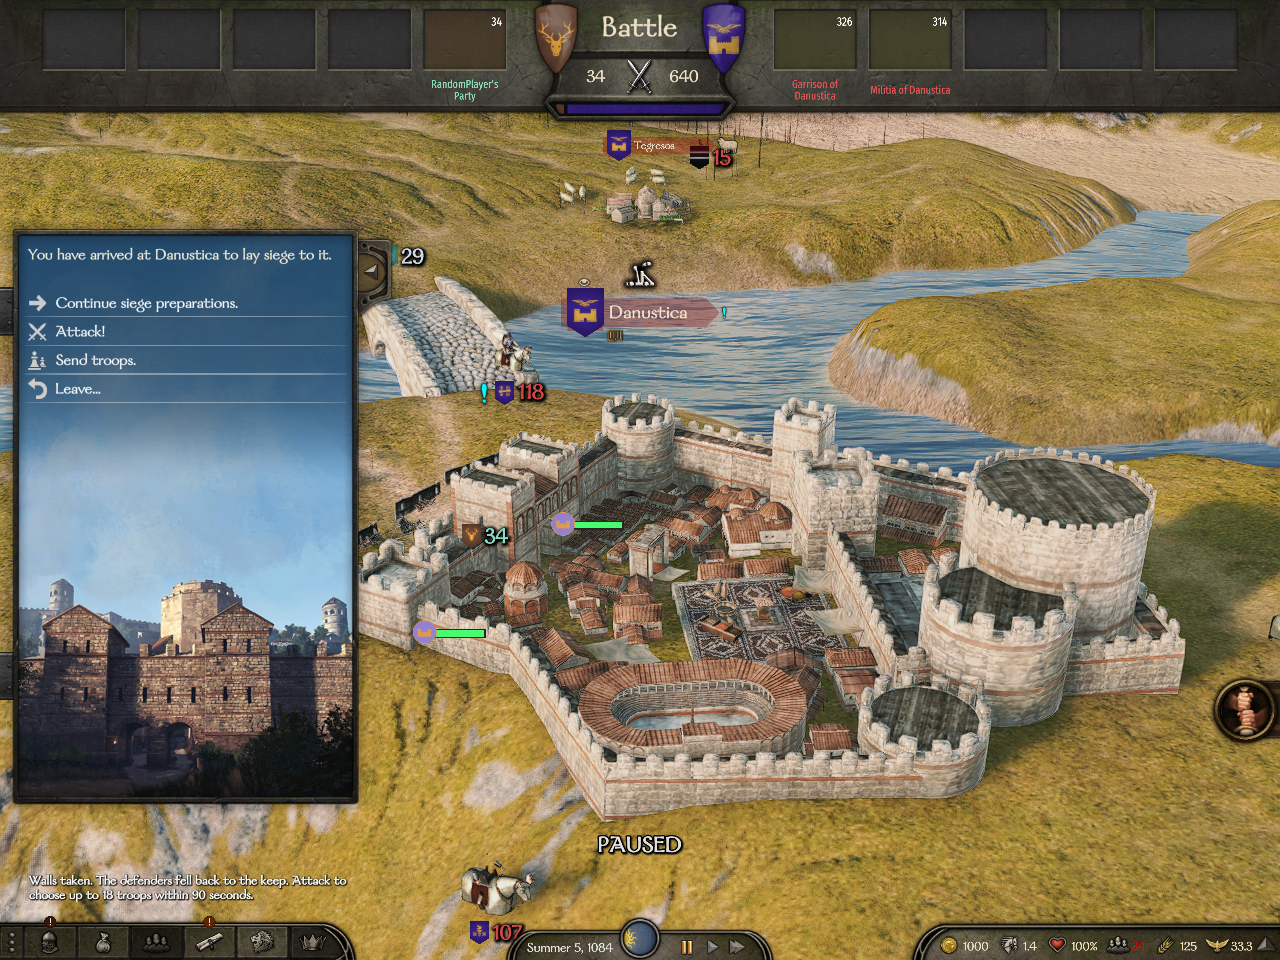 34
Battle
326
314
34
640
RandomPlayer's
Party
Garrison of
Danustica
Militia of Danustica
Tegresos
15
You have arrived at Danustica to lay siege to it.
29
Continue siege preparations.
Danustica
Attack!
Send troops.
Leave...
118
34
PAUSED
Walls taken. The defenders fell back to the keep. Attack to
choose up to 18 troops within 90 seconds.
107
Summer 5, 1084
1000
1.4
100%
125
33.3